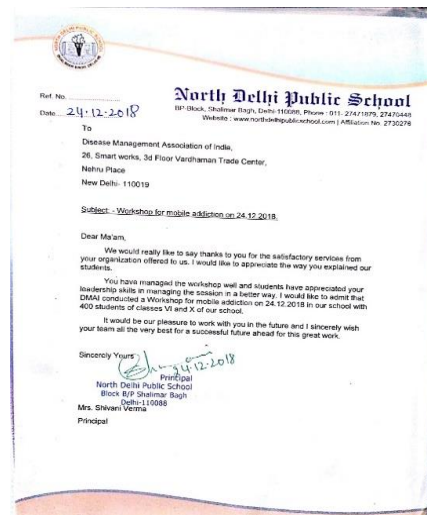 North Delhi Public School
BP-Block, Shalimar Bagh, Delhi-110088, Phone : 011- 27471879, 27470448
Website : www.northdelhipublicschool.com | Affiliation No. 2730276
Ref. No. ........................
Date.. 24.12.2018
To
Disease Management Association of India,
26, Smart works, 3d Floor Vardhaman Trade Center,
Nehru Place
New Delhi- 110019
Subject: - Workshop for mobile addiction on 24.12.2018.
Dear Ma'am,
We would really like to say thanks to you for the satisfactory services from
your organization offered to us. I would like to appreciate the way you explained our
students.
You have managed the workshop well and students have appreciated your
leadership skills in managing the session in a better way. I would like to admit that
DMAI conducted a Workshop for mobile addiction on 24.12.2018 in our school with
400 students of classes VI and X of our school.
It would be our pleasure to work with you in the future and I sincerely wish
your team all the very best for a successful future ahead for this great work.
Sincerely Yours
24-12-2018
Principal
North Delhi Public School
Block B/P Shalimar Bagh
Delhi-110088
Mrs. Shivani Verma
Principal